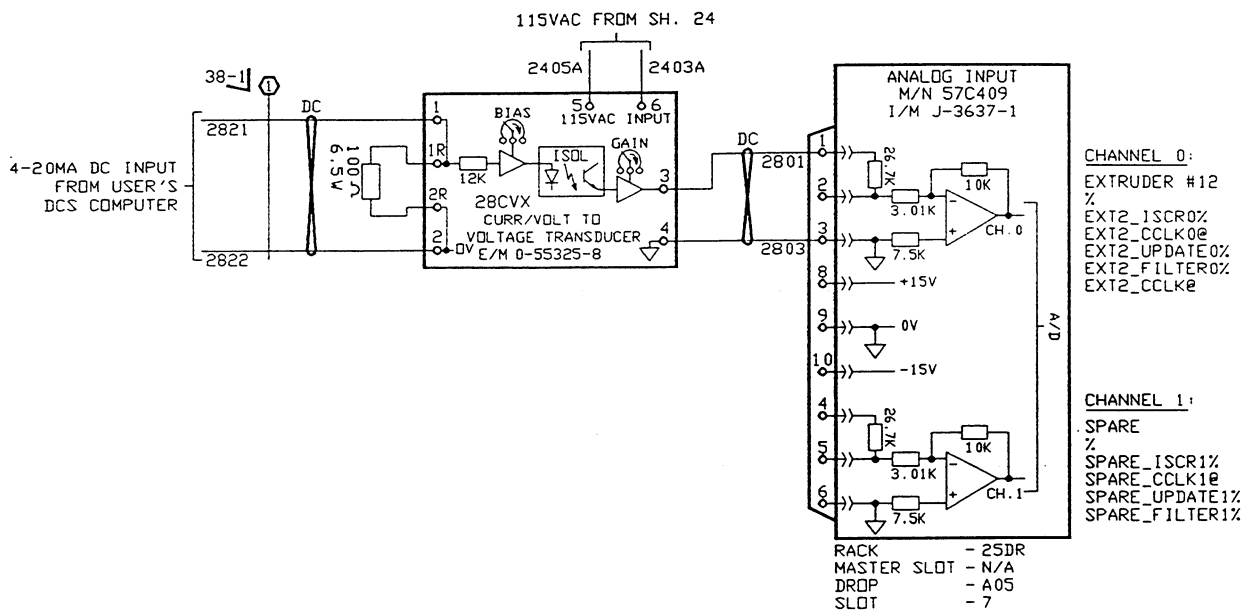 115VAC FROM SH. 24
2405A
2403A
38-1
1
DC
2821
4-20MA DC INPUT
FROM USER'S
DCS COMPUTER
2822
100Ω
6.5W
1
1R
2R
2
BIAS
5
6
115VAC INPUT
12K
ISOL
GAIN
3
4
28CVX
CURR/VOLT TO
VOLTAGE TRANSDUCER
0V
E/M 0-55325-8
DC
2801
2803
ANALOG INPUT
M/N 57C409
I/M J-3637-1
1
2
3
8
9
10
4
5
6
26.7K
3.01K
10K
7.5K
-
+
CH.0
+15V
0V
-15V
26.7K
3.01K
10K
7.5K
-
+
CH.1
A/D
CHANNEL 0:
EXTRUDER #12
%
EXT2_ISCR0%
EXT2_CCLK0@
EXT2_UPDATE0%
EXT2_FILTER0%
EXT2_CCLK@
CHANNEL 1:
SPARE
%
SPARE_ISCR1%
SPARE_CCLK1@
SPARE_UPDATE1%
SPARE_FILTER1%
RACK - 25DR
MASTER SLOT - N/A
DROP - A05
SLOT - 7